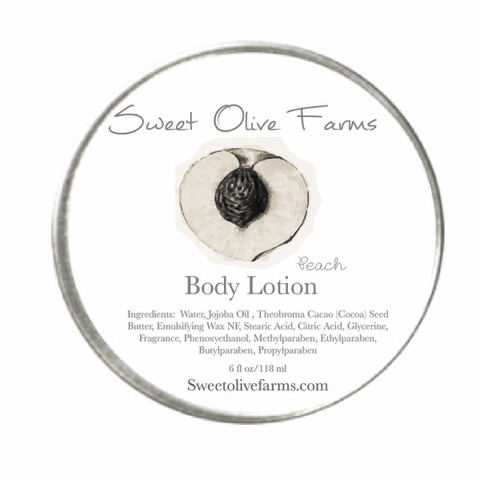 Sweet Olive Farms
Peach
Body Lotion
Ingredients: Water, Jojoba Oil , Theobroma Cacao (Cocoa) Seed
Butter, Emulsifying Wax NF, Stearic Acid, Citric Acid, Glycerine,
Fragrance, Phenoxyethanol, Methylparaben, Ethylparaben,
Butylparaben, Propylparaben
6 fl oz/118 ml
Sweetolivefarms.com